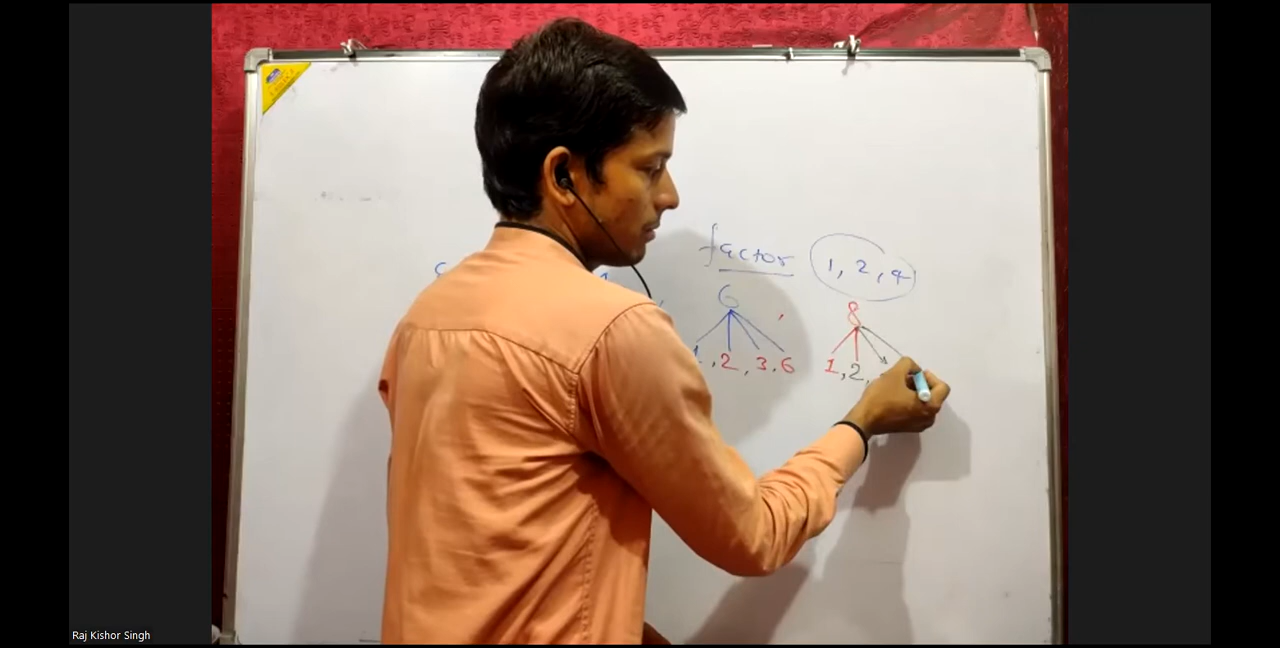 factor 1, 2, 4
6 8
1, 2, 3, 6 1, 2,
Raj Kishor Singh